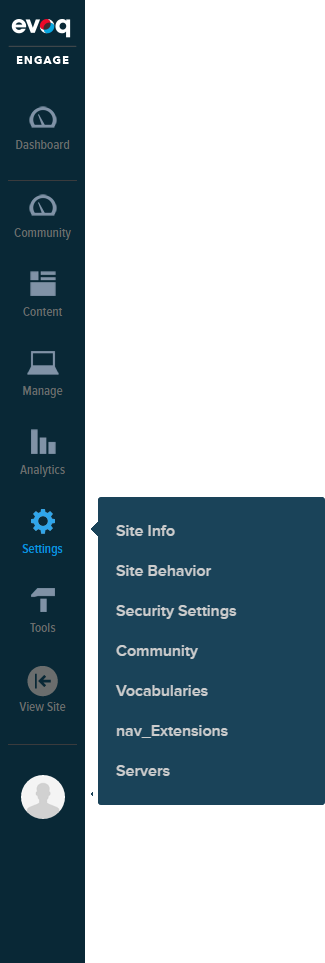 evoq
ENGAGE
Dashboard
Community
Content
Manage
Analytics
Settings
Tools
View Site
Site Info
Site Behavior
Security Settings
Community
Vocabularies
nav_Extensions
Servers